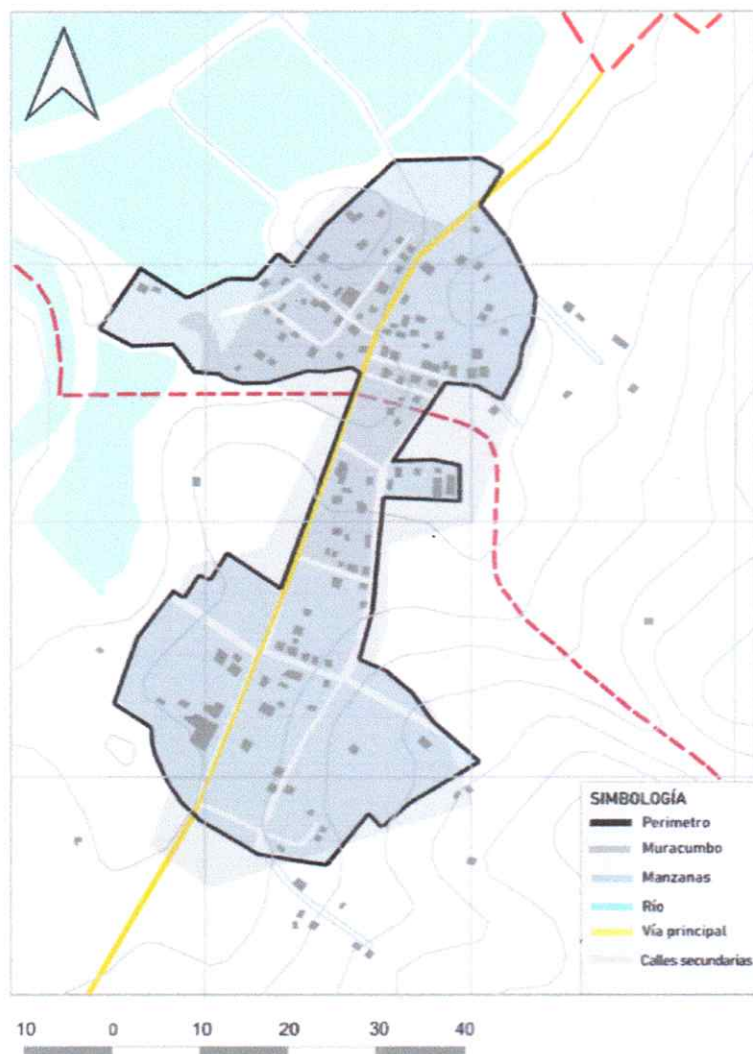 SIMBOLOGÍA
Perimetro
Muracumbo
Manzanas
Río
Vía principal
Calles secundarias
10 0 10 20 30 40